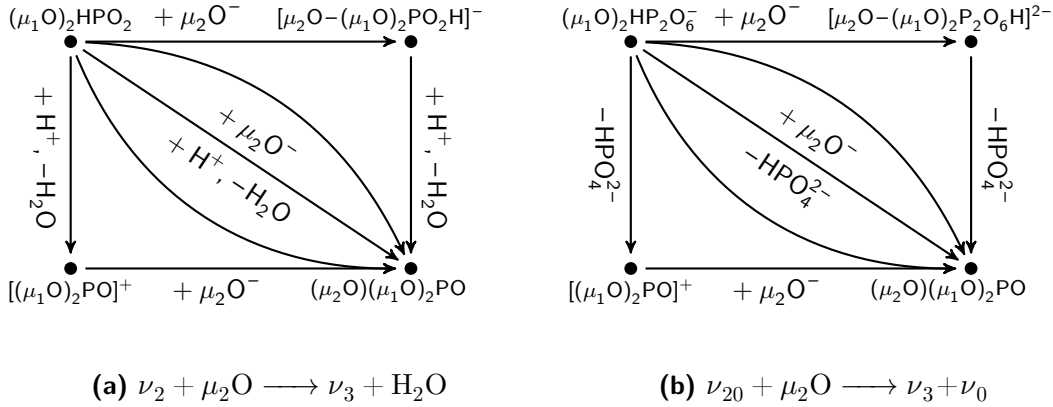 (μ₁O)₂HPO₂ + μ₂O⁻ [μ₂O–(μ₁O)₂PO₂H]⁻
+ H⁺, −H₂O
+ μ₂O⁻
+ H⁺, −H₂O
+ H⁺, −H₂O
[(μ₁O)₂PO]⁺ + μ₂O⁻ (μ₂O)(μ₁O)₂PO
(a) ν₂ + μ₂O ⟶ ν₃ + H₂O
(μ₁O)₂HP₂O₆⁻ + μ₂O⁻ [μ₂O–(μ₁O)₂P₂O₆H]²⁻
−HPO₄²⁻
+ μ₂O⁻
−HPO₄²⁻
−HPO₄²⁻
[(μ₁O)₂PO]⁺ + μ₂O⁻ (μ₂O)(μ₁O)₂PO
(b) ν₂₀ + μ₂O ⟶ ν₃+ν₀